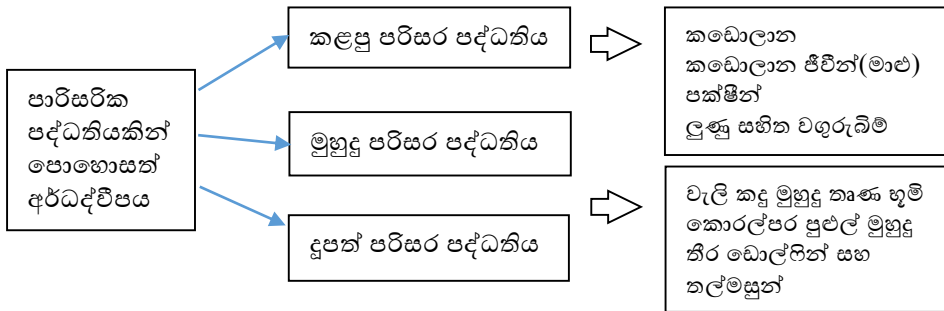 පාරිසරික
පද්ධතියකින්
පොහොසත්
අර්ධද්වීපය
කළපු පරිසර පද්ධතිය
මුහුදු පරිසර පද්ධතිය
දූපත් පරිසර පද්ධතිය
කඩොලාන
කඩොලාන ජීවීන්(මාළු)
පක්ෂීන්
ලුණු සහිත වගුරුබිම්
වැලි කඳු මුහුදු තෘණ භූමි
කොරල්පර පුළුල් මුහුදු
තීර ඩොල්ෆින් සහ
තල්මසුන්